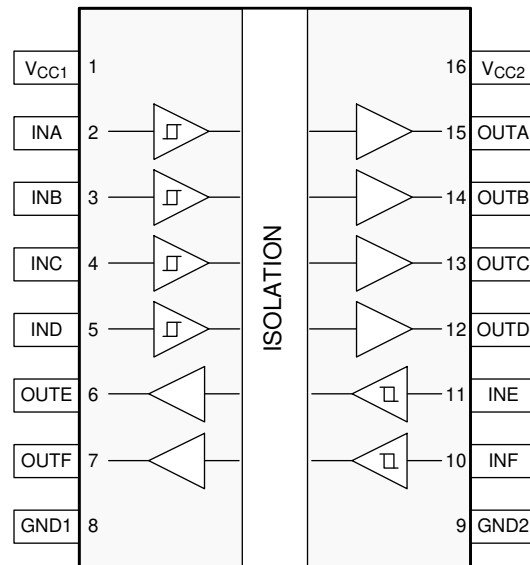 VCC1 1 16 VCC2
INA 2 15 OUTA
INB 3 14 OUTB
INC 4 13 OUTC
IND 5 12 OUTD
OUTE 6 11 INE
OUTF 7 10 INF
GND1 8 9 GND2
ISOLATION